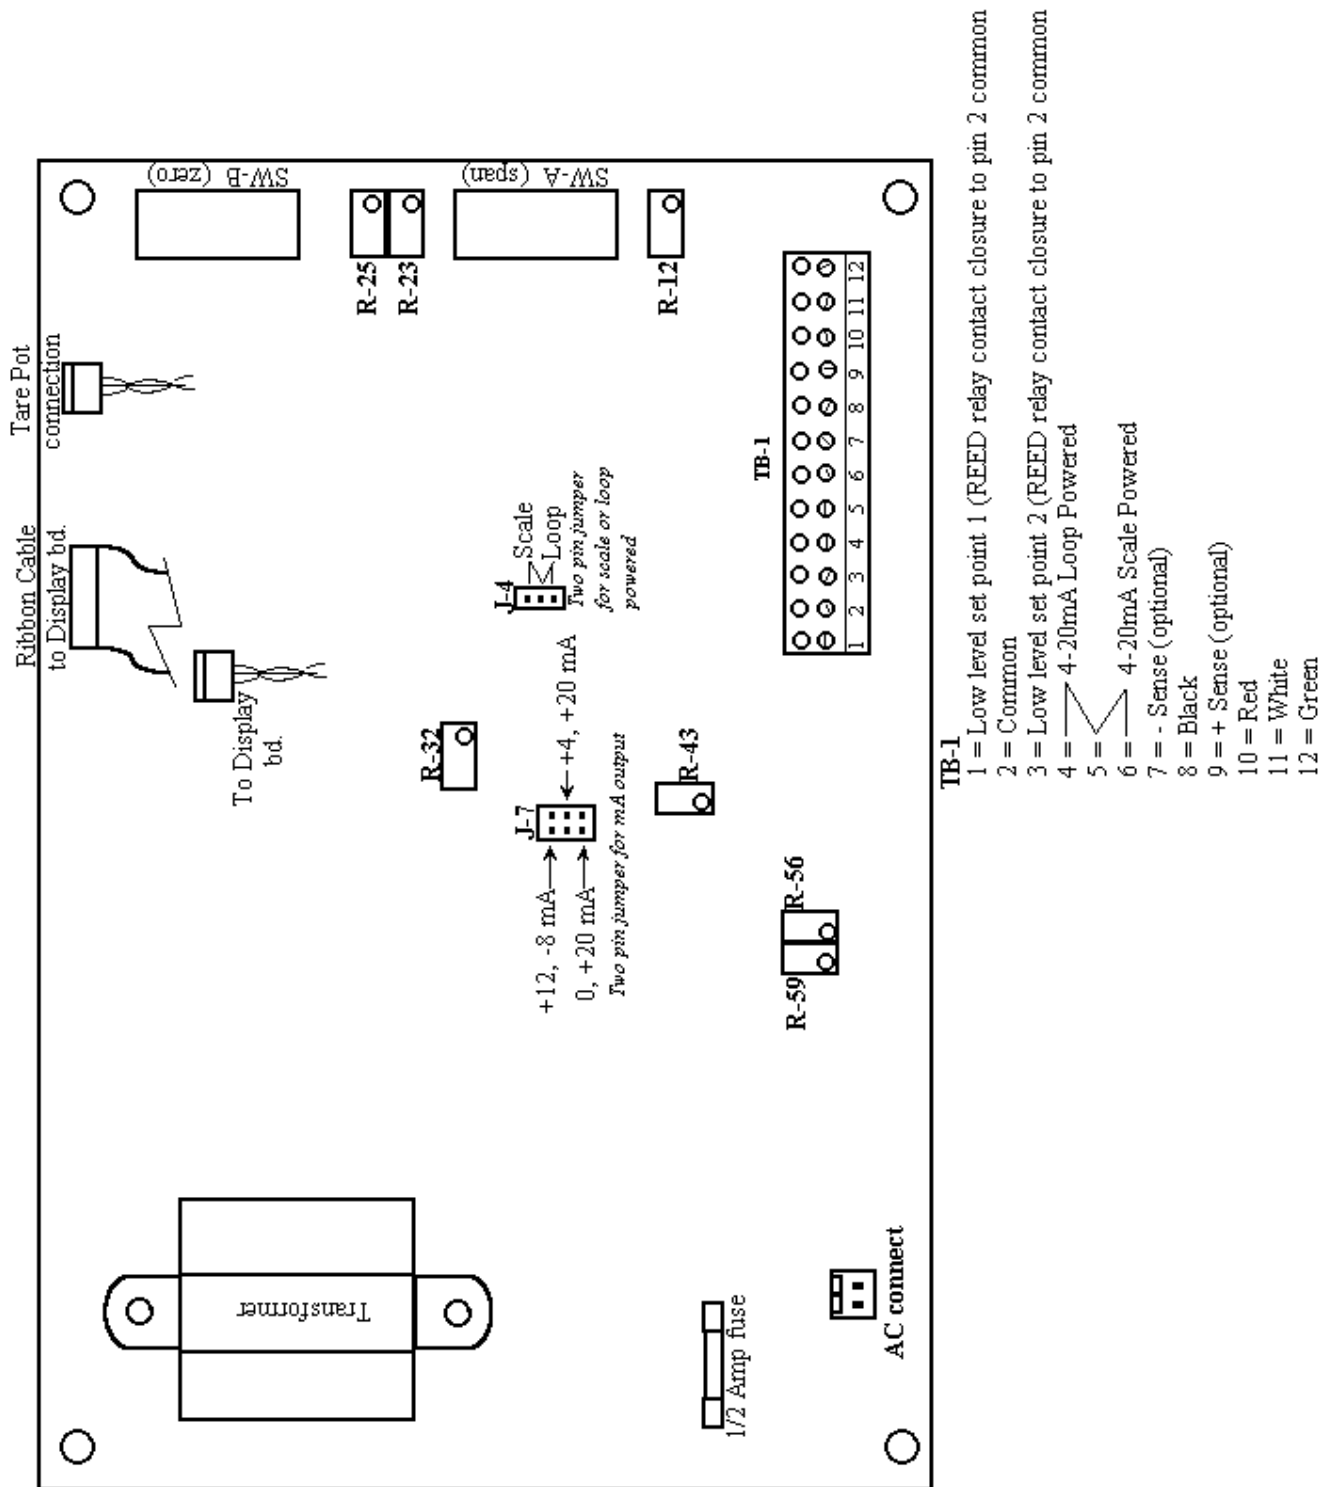 Tare Pot
connection
Ribbon Cable
to Display bd.
To Display
bd.
SW-B (zero)
R-25
R-23
SW-A (span)
R-12
R-32
J-4
Scale
Loop
Two pin jumper
for scale or loop
powered
J-7
+12, -8 mA
+4, +20 mA
0, +20 mA
Two pin jumper for mA output
R-43
R-56
R-59
Transformer
1/2 Amp fuse
AC connect
TB-1
1 2 3 4 5 6 7 8 9 10 11 12
TB-1
1 = Low level set point 1 (REED relay contact closure to pin 2 common
2 = Common
3 = Low level set point 2 (REED relay contact closure to pin 2 common
4 = 4-20mA Loop Powered
5 =
6 = 4-20mA Scale Powered
7 = - Sense (optional)
8 = Black
9 = + Sense (optional)
10 = Red
11 = White
12 = Green